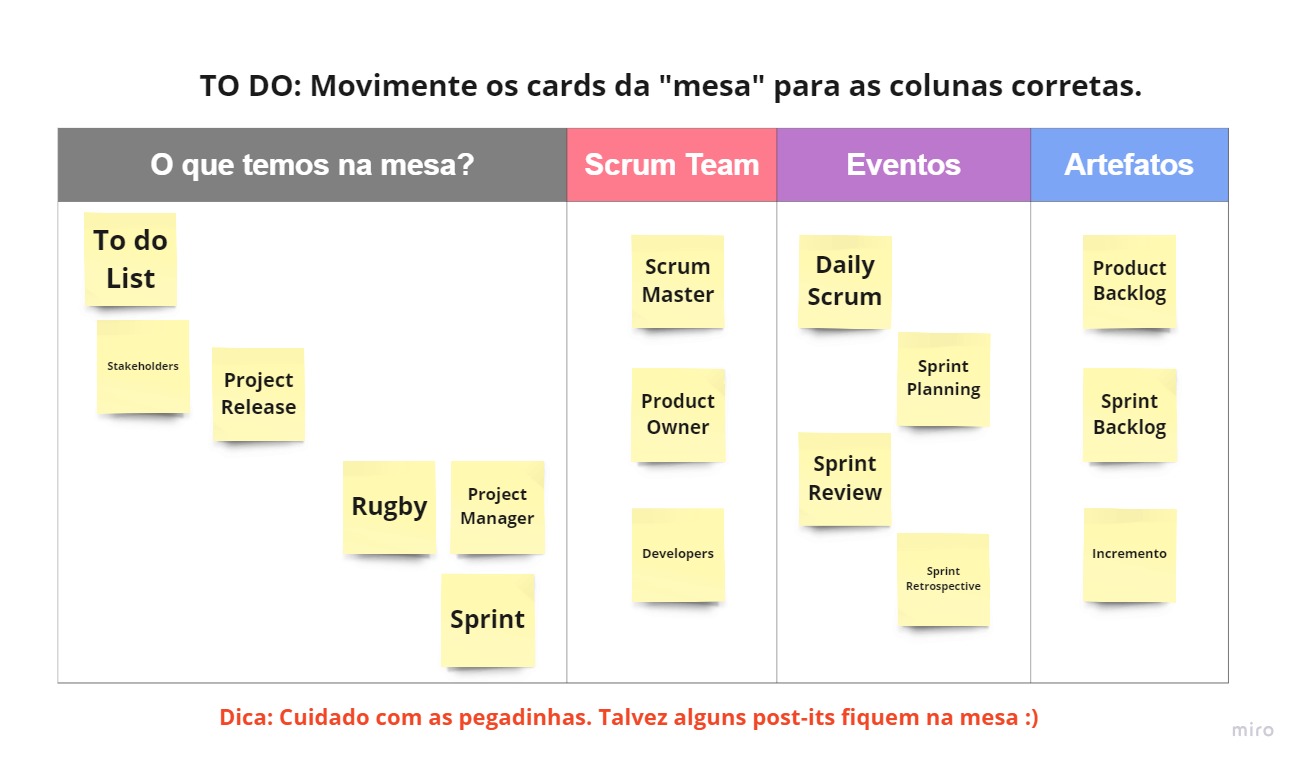 TO DO: Movimente os cards da "mesa" para as colunas corretas.
O que temos na mesa?
Scrum Team
Eventos
Artefatos
To do
List
Stakeholders
Project
Release
Rugby
Project
Manager
Sprint
Scrum
Master
Product
Owner
Developers
Daily
Scrum
Sprint
Planning
Sprint
Review
Sprint
Retrospective
Product
Backlog
Sprint
Backlog
Incremento
Dica: Cuidado com as pegadinhas. Talvez alguns post-its fiquem na mesa :)
miro